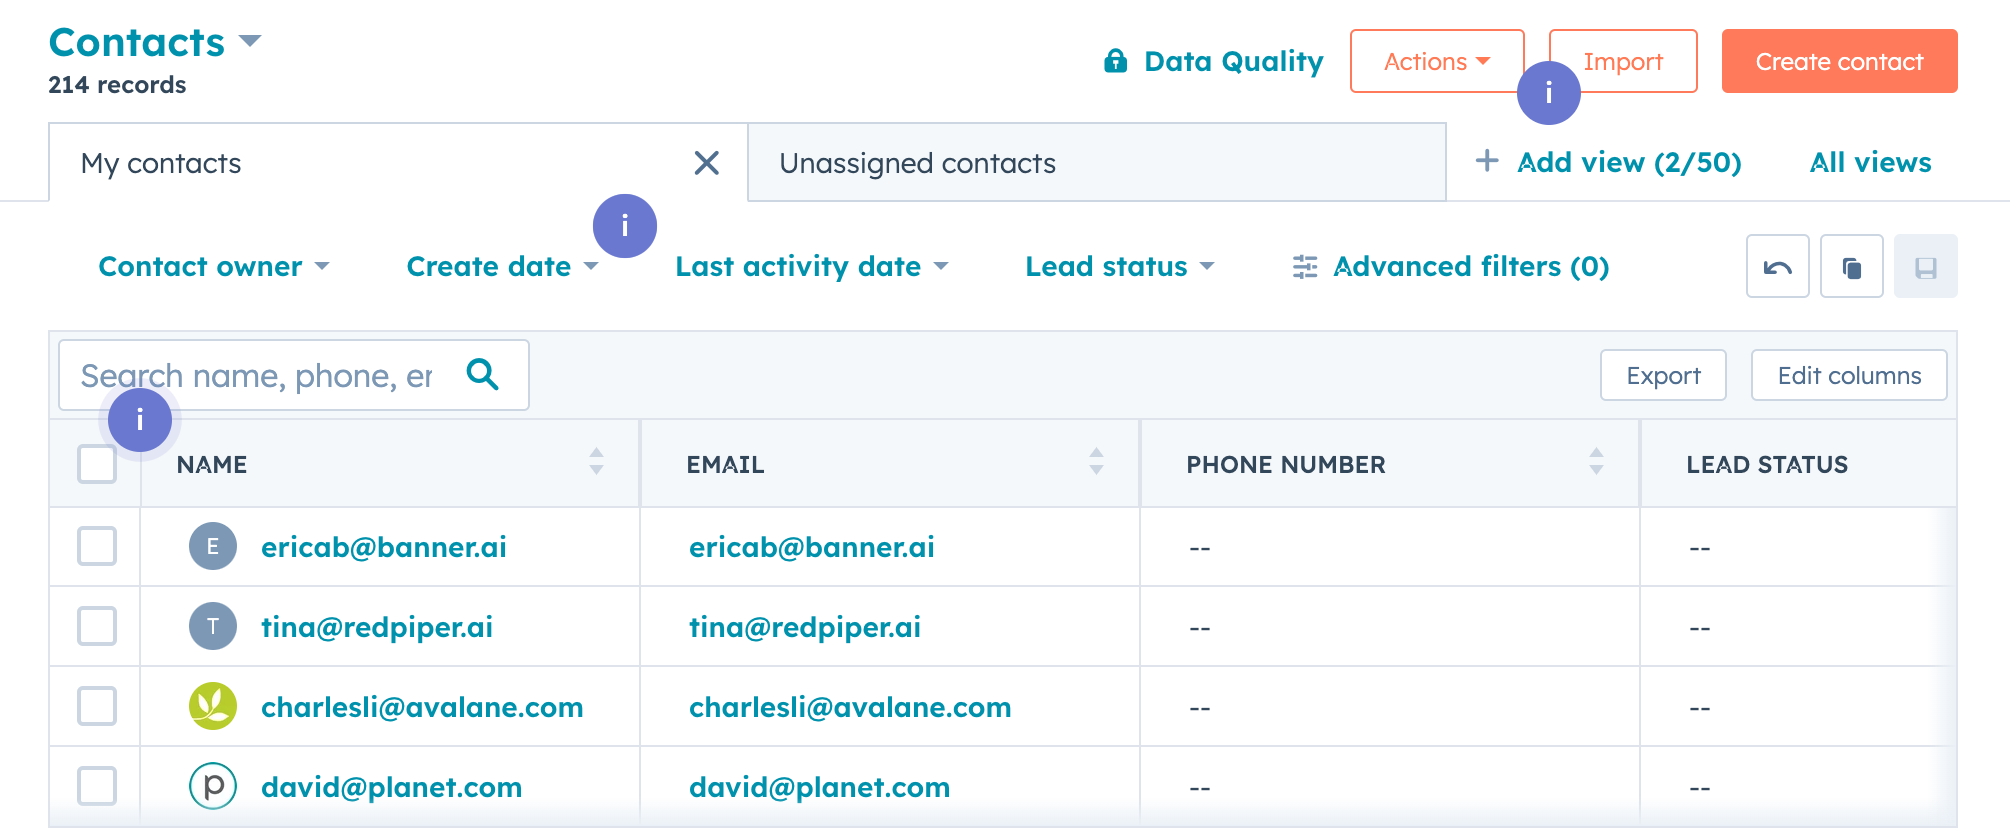 Contacts
214 records
Data Quality
Actions
Import
Create contact
i
My contacts
Unassigned contacts
+ Add view (2/50)
All views
i
Contact owner
Create date
Last activity date
Lead status
Advanced filters (0)
Search name, phone, er
Export
Edit columns
i
NAME
EMAIL
PHONE NUMBER
LEAD STATUS
E ericab@banner.ai ericab@banner.ai -- --
T tina@redpiper.ai tina@redpiper.ai -- --
charlesli@avalane.com charlesli@avalane.com -- --
p david@planet.com david@planet.com -- --